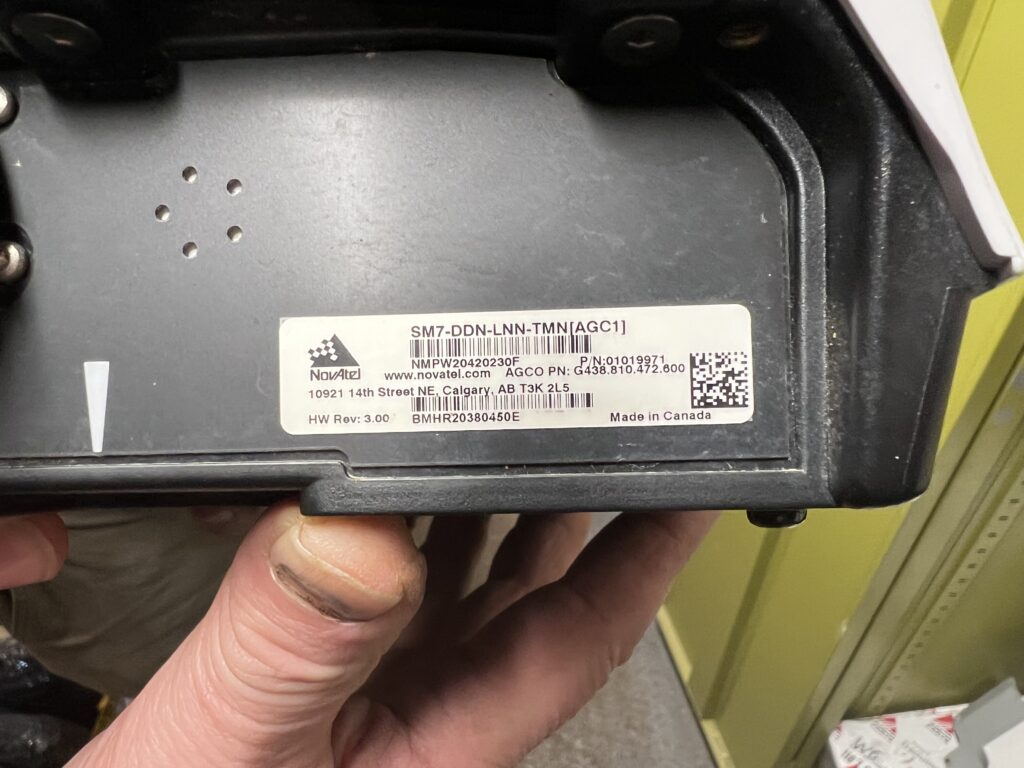 SM7-DDN-LNN-TMN[AGC1]
NMPW20420230F P/N:01019971
NovAtel www.novatel.com AGCO PN: G438.810.472.600
10921 14th Street NE, Calgary, AB T3K 2L5
HW Rev: 3.00 BMHR20380450E Made in Canada